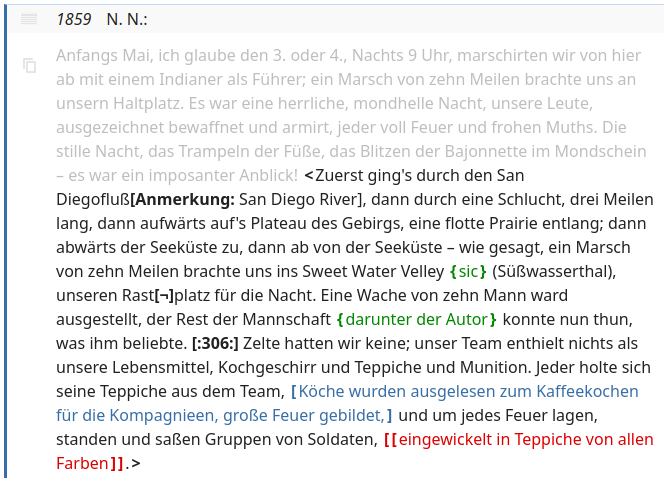 1859 N. N.:
Anfangs Mai, ich glaube den 3. oder 4., Nachts 9 Uhr, marschirten wir von hier
ab mit einem Indianer als Führer; ein Marsch von zehn Meilen brachte uns an
unsern Haltplatz. Es war eine herrliche, mondhelle Nacht, unsere Leute,
ausgezeichnet bewaffnet und armirt, jeder voll Feuer und frohen Muths. Die
stille Nacht, das Trampeln der Füße, das Blitzen der Bajonnette im Mondschein
– es war ein imposanter Anblick! <Zuerst ging's durch den San
Diegofluß[Anmerkung: San Diego River], dann durch eine Schlucht, drei Meilen
lang, dann aufwärts auf's Plateau des Gebirgs, eine flotte Prairie entlang; dann
abwärts der Seeküste zu, dann ab von der Seeküste – wie gesagt, ein Marsch
von zehn Meilen brachte uns ins Sweet Water Velley {sic} (Süßwasserthal),
unseren Rast[¬]platz für die Nacht. Eine Wache von zehn Mann ward
ausgestellt, der Rest der Mannschaft {darunter der Autor} konnte nun thun,
was ihm beliebte. [:306:] Zelte hatten wir keine; unser Team enthielt nichts als
unsere Lebensmittel, Kochgeschirr und Teppiche und Munition. Jeder holte sich
seine Teppiche aus dem Team, [Köche wurden ausgelesen zum Kaffeekochen
für die Kompagnieen, große Feuer gebildet,] und um jedes Feuer lagen,
standen und saßen Gruppen von Soldaten, [[eingewickelt in Teppiche von allen
Farben]].>